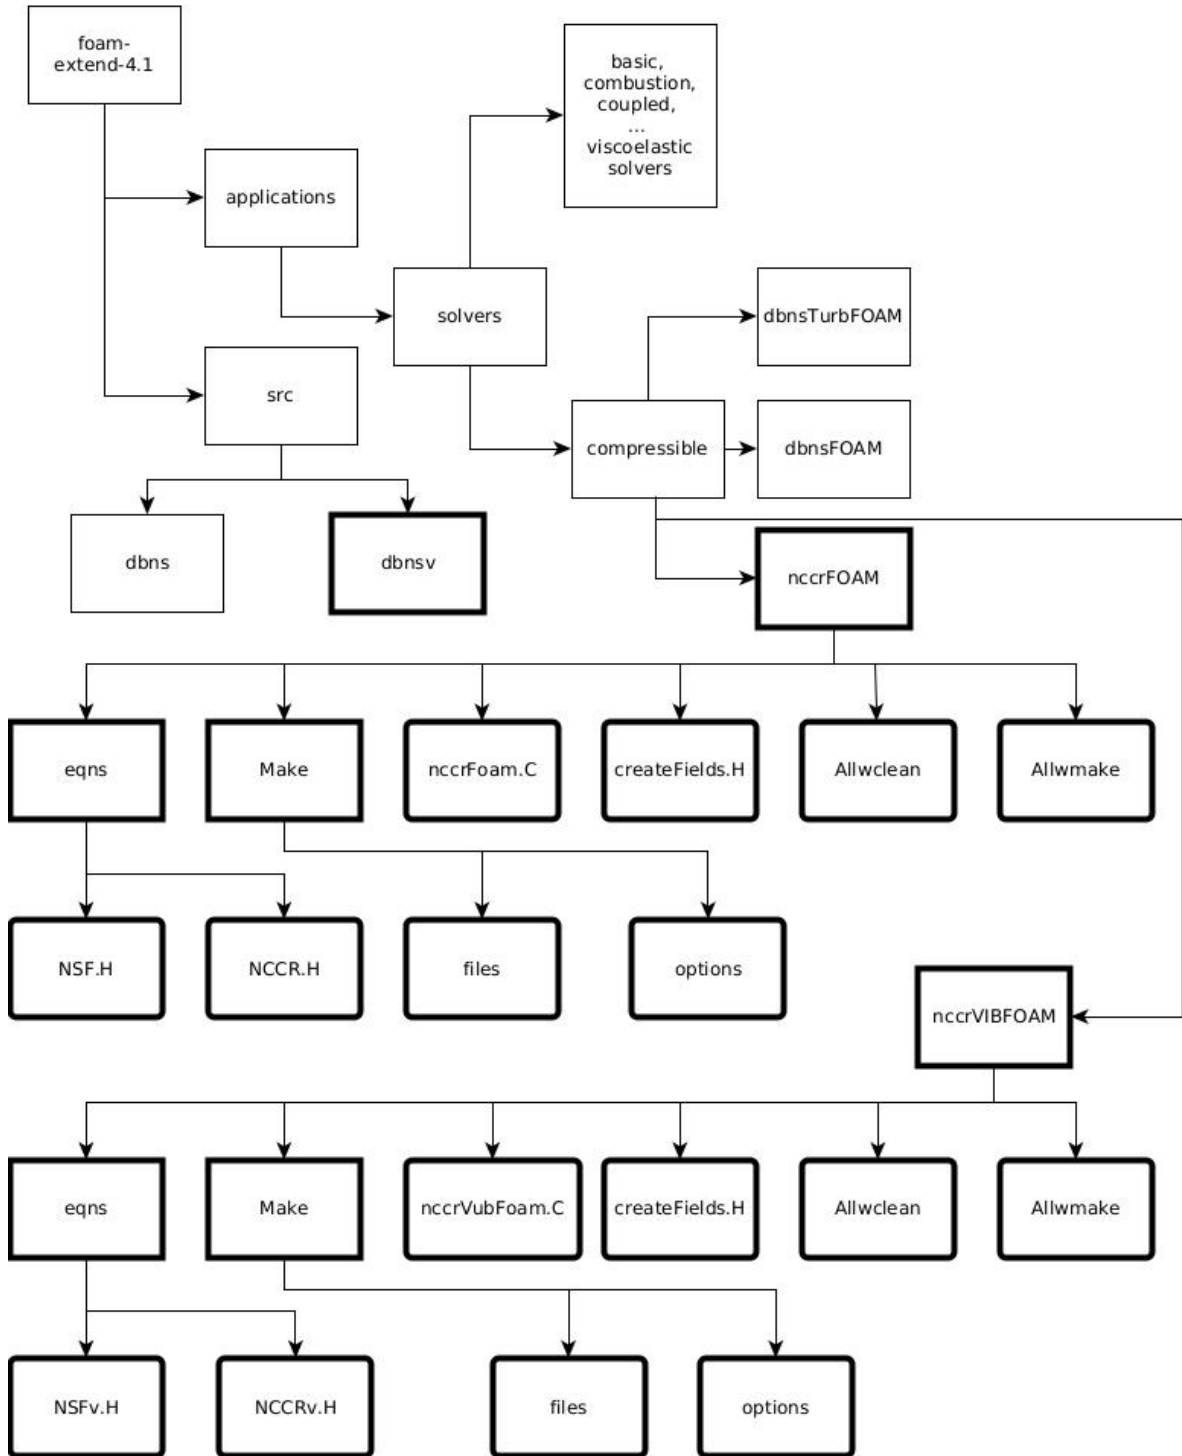 foam-
extend-4.1
basic,
combustion,
coupled,
...
viscoelastic
solvers
applications
solvers
dbnsTurbFOAM
src
compressible
dbnsFOAM
dbns
dbnsv
nccrFOAM
eqns
Make
nccrFoam.C
createFields.H
Allwclean
Allwmake
NSF.H
NCCR.H
files
options
nccrVIBFOAM
eqns
Make
nccrVubFoam.C
createFields.H
Allwclean
Allwmake
NSFv.H
NCCRv.H
files
options